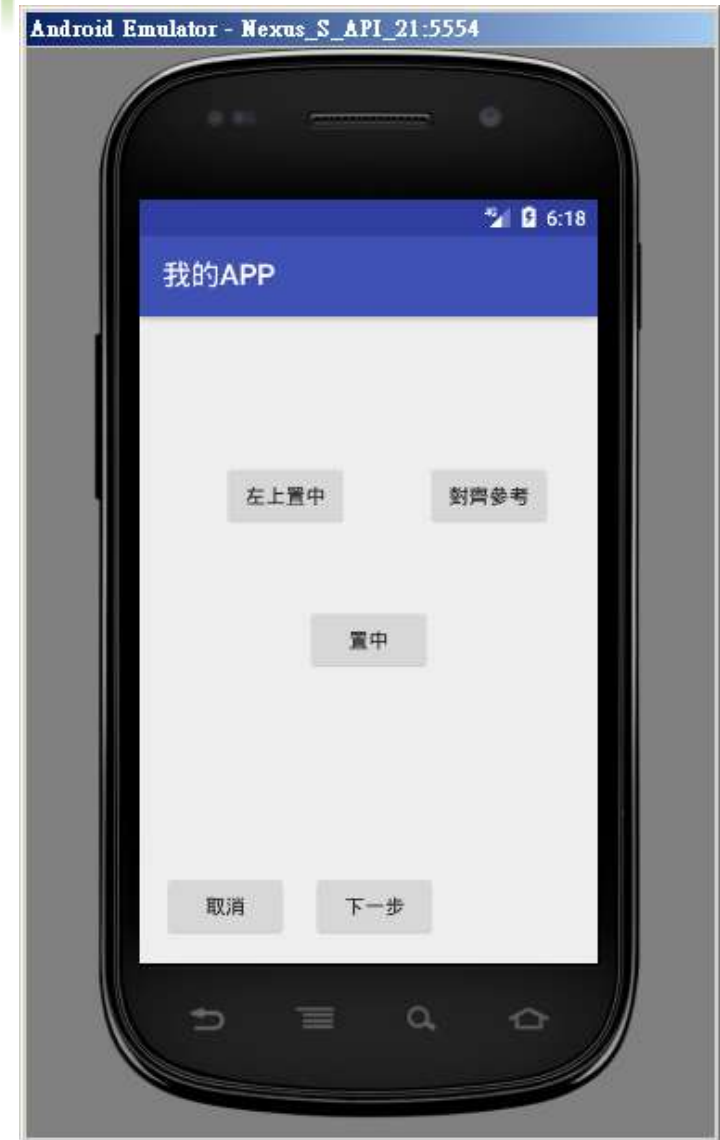 Android Emulator - Nexus_S_API_21:5554
6:18
我的APP
左上置中 對齊參考
置中
取消 下一步